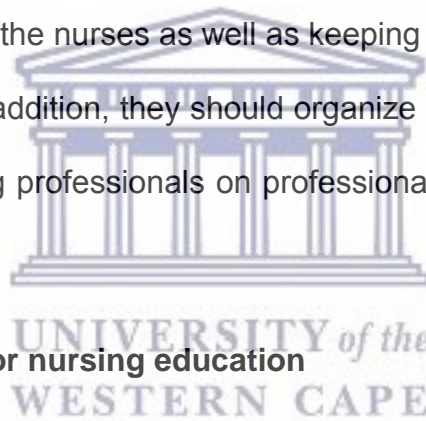 the nurses as well as keeping
addition, they should organize
g professionals on professiona
or nursing education
UNIVERSITY of the
WESTERN CAPE